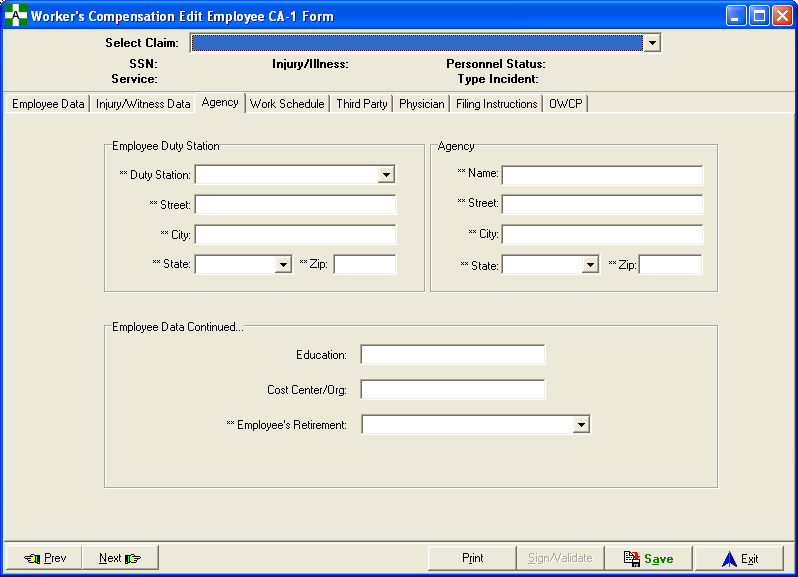 A Worker's Compensation Edit Employee CA-1 Form
Select Claim:
SSN: Injury/Illness: Personnel Status:
Service: Type Incident:
Employee Data Injury/Witness Data Agency Work Schedule Third Party Physician Filing Instructions OWCP
Employee Duty Station
** Duty Station:
** Street:
** City:
** State: ** Zip:
Agency
** Name:
** Street:
** City:
** State: ** Zip:
Employee Data Continued...
Education:
Cost Center/Org:
** Employee's Retirement:
Prev Next Print Sign/Validate Save Exit